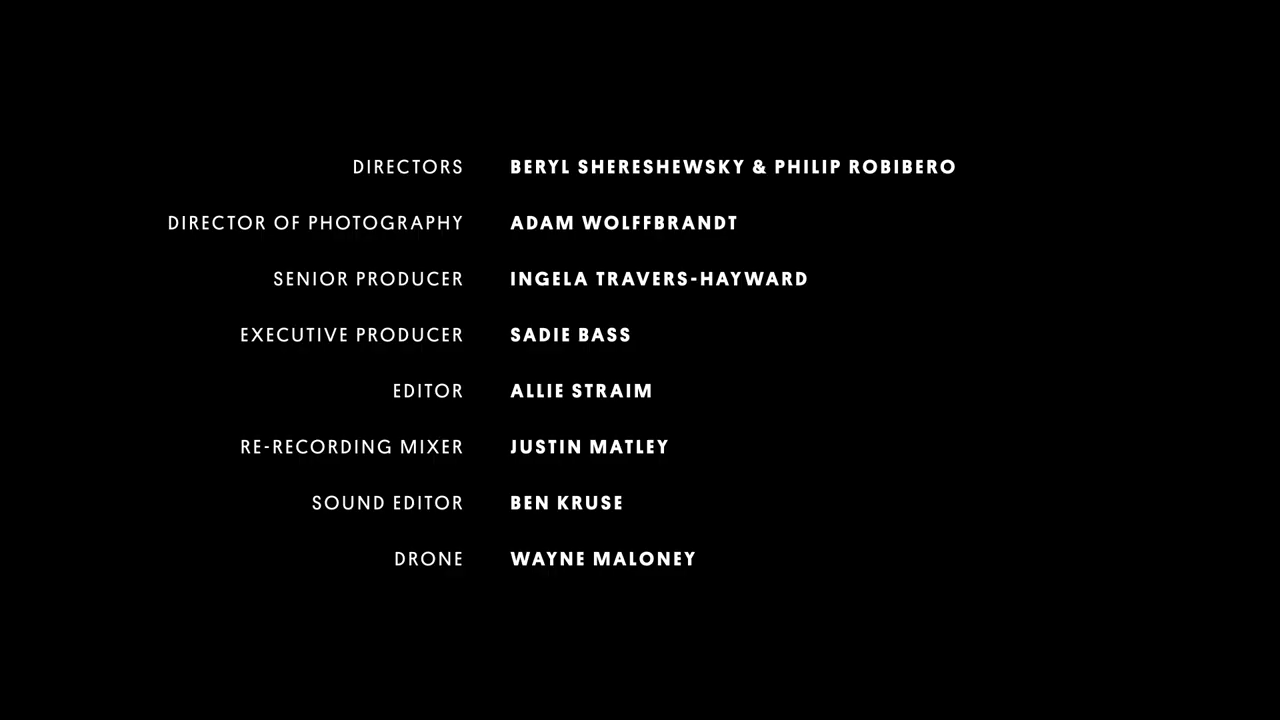 DIRECTORS BERYL SHERESHEWSKY & PHILIP ROBIBERO
DIRECTOR OF PHOTOGRAPHY ADAM WOLFFBRANDT
SENIOR PRODUCER INGELA TRAVERS-HAYWARD
EXECUTIVE PRODUCER SADIE BASS
EDITOR ALLIE STRAIM
RE-RECORDING MIXER JUSTIN MATLEY
SOUND EDITOR BEN KRUSE
DRONE WAYNE MALONEY